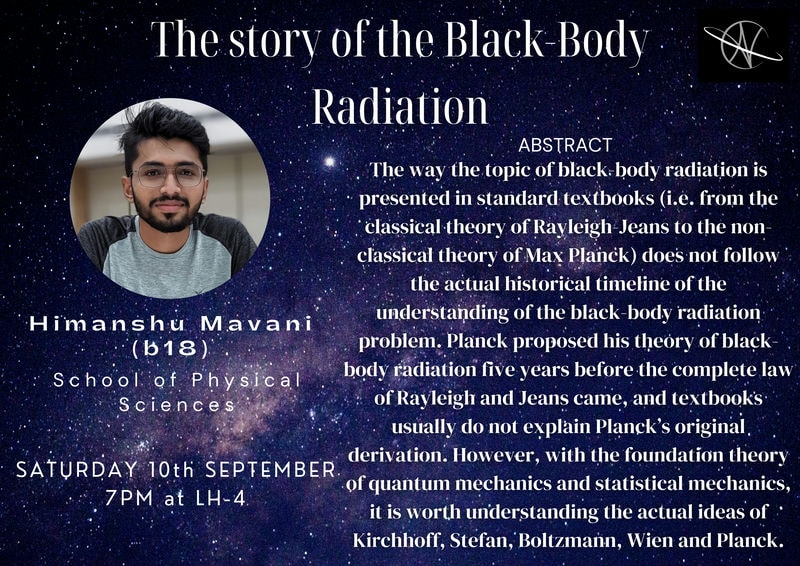 The story of the Black-Body
Radiation
ABSTRACT
The way the topic of black-body radiation is
presented in standard textbooks (i.e. from the
classical theory of Rayleigh-Jeans to the non-
classical theory of Max Planck) does not follow
the actual historical timeline of the
understanding of the black-body radiation
problem. Planck proposed his theory of black-
body radiation five years before the complete law
of Rayleigh and Jeans came, and textbooks
usually do not explain Planck's original
derivation. However, with the foundation theory
of quantum mechanics and statistical mechanics,
it is worth understanding the actual ideas of
Kirchhoff, Stefan, Boltzmann, Wien and Planck.
Himanshu Mavani
(b18)
School of Physical
Sciences
SATURDAY 10th SEPTEMBER
7PM at LH-4